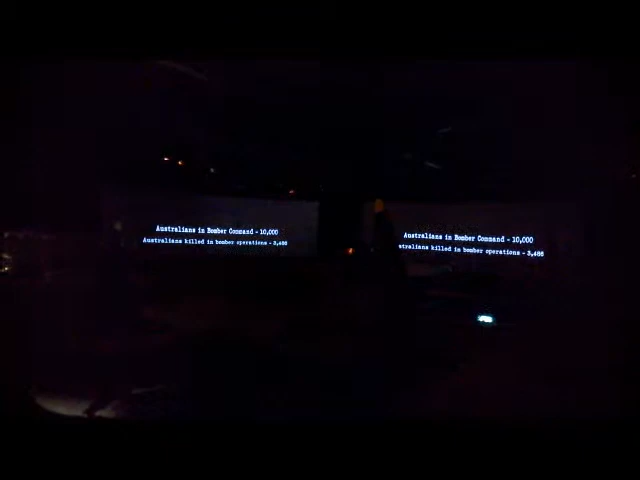 Australians in Bomber Command - 10,000
Australians killed in bomber operations - 3,486
Australians in Bomber Command - 10,000
stralians killed in bomber operations - 3,486